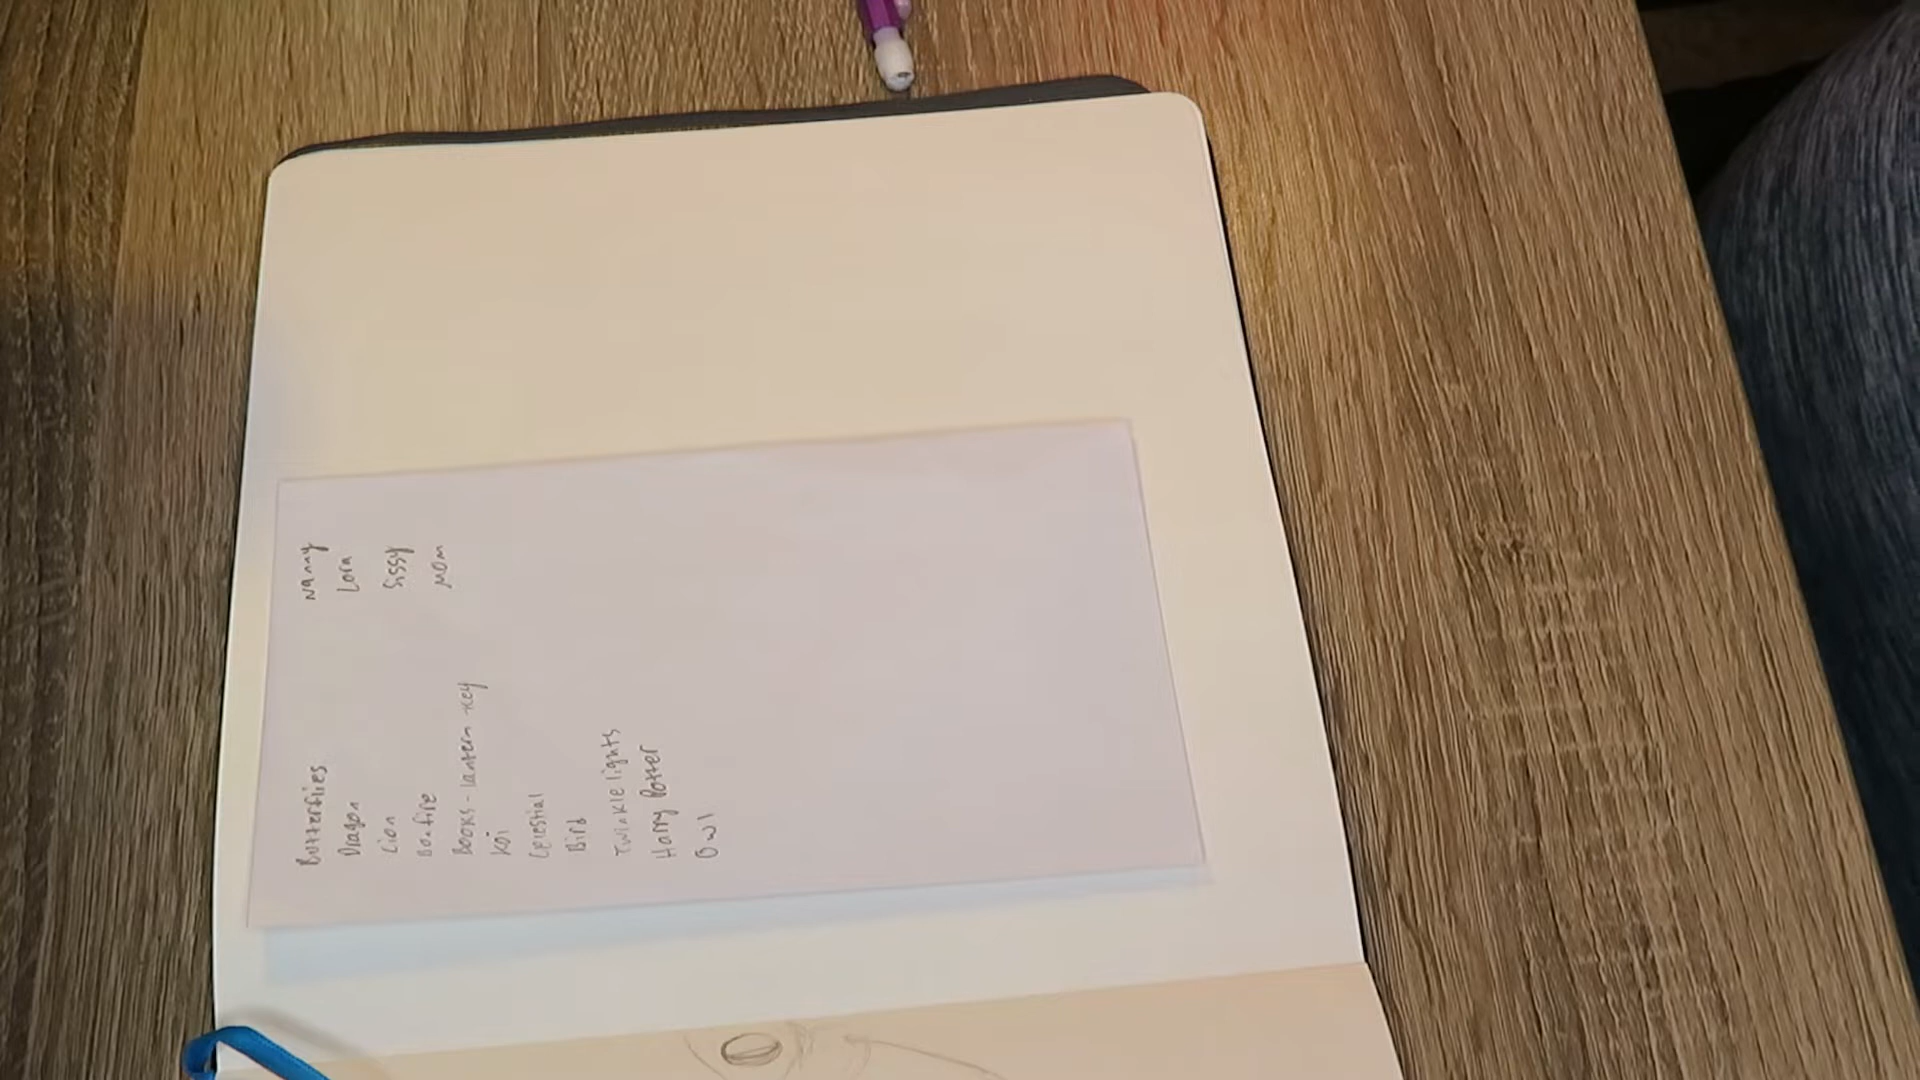 Butterflies
Dragon
Lion
Bonfire
Books - lantern - key
Koi
Celestial
Bird
Twinkle lights
Harry Potter
Owl
Nanny
Lora
Sissy
Mom